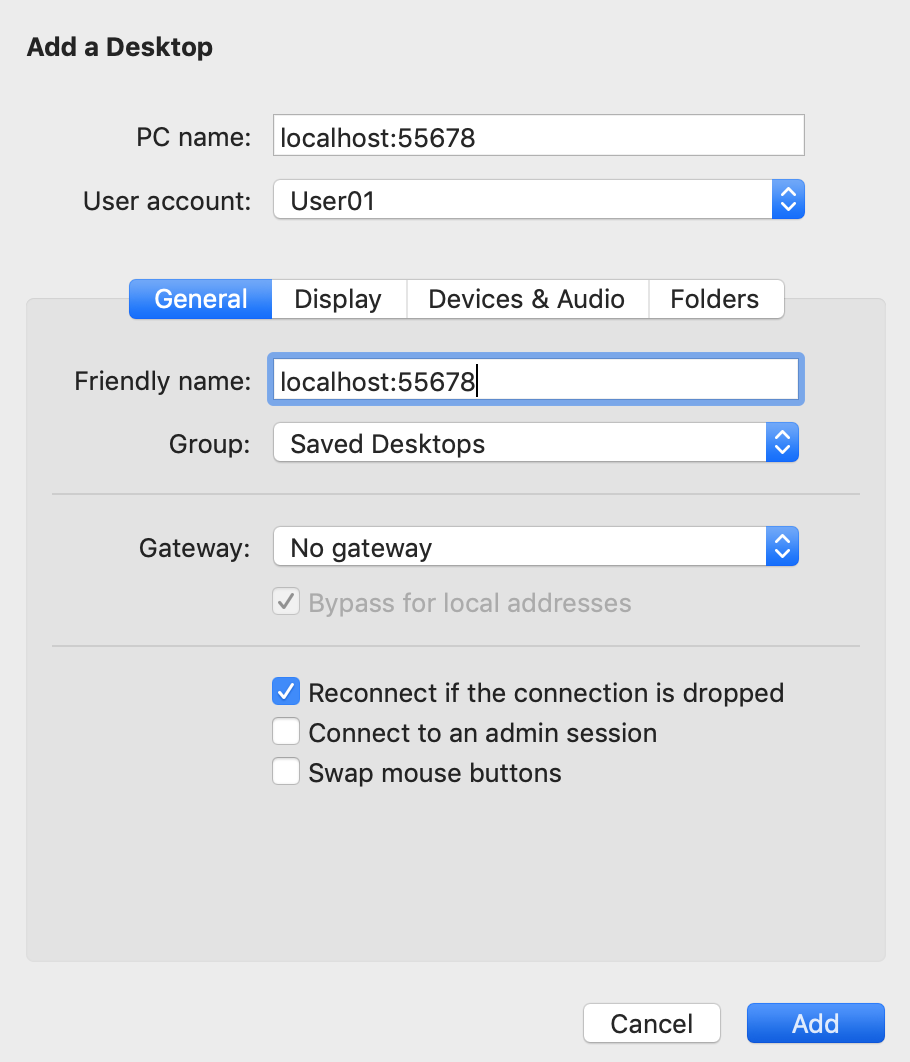 Add a Desktop
PC name: localhost:55678
User account: User01
General Display Devices & Audio Folders
Friendly name: localhost:55678
Group: Saved Desktops
Gateway: No gateway
Bypass for local addresses
Reconnect if the connection is dropped
Connect to an admin session
Swap mouse buttons
Cancel Add